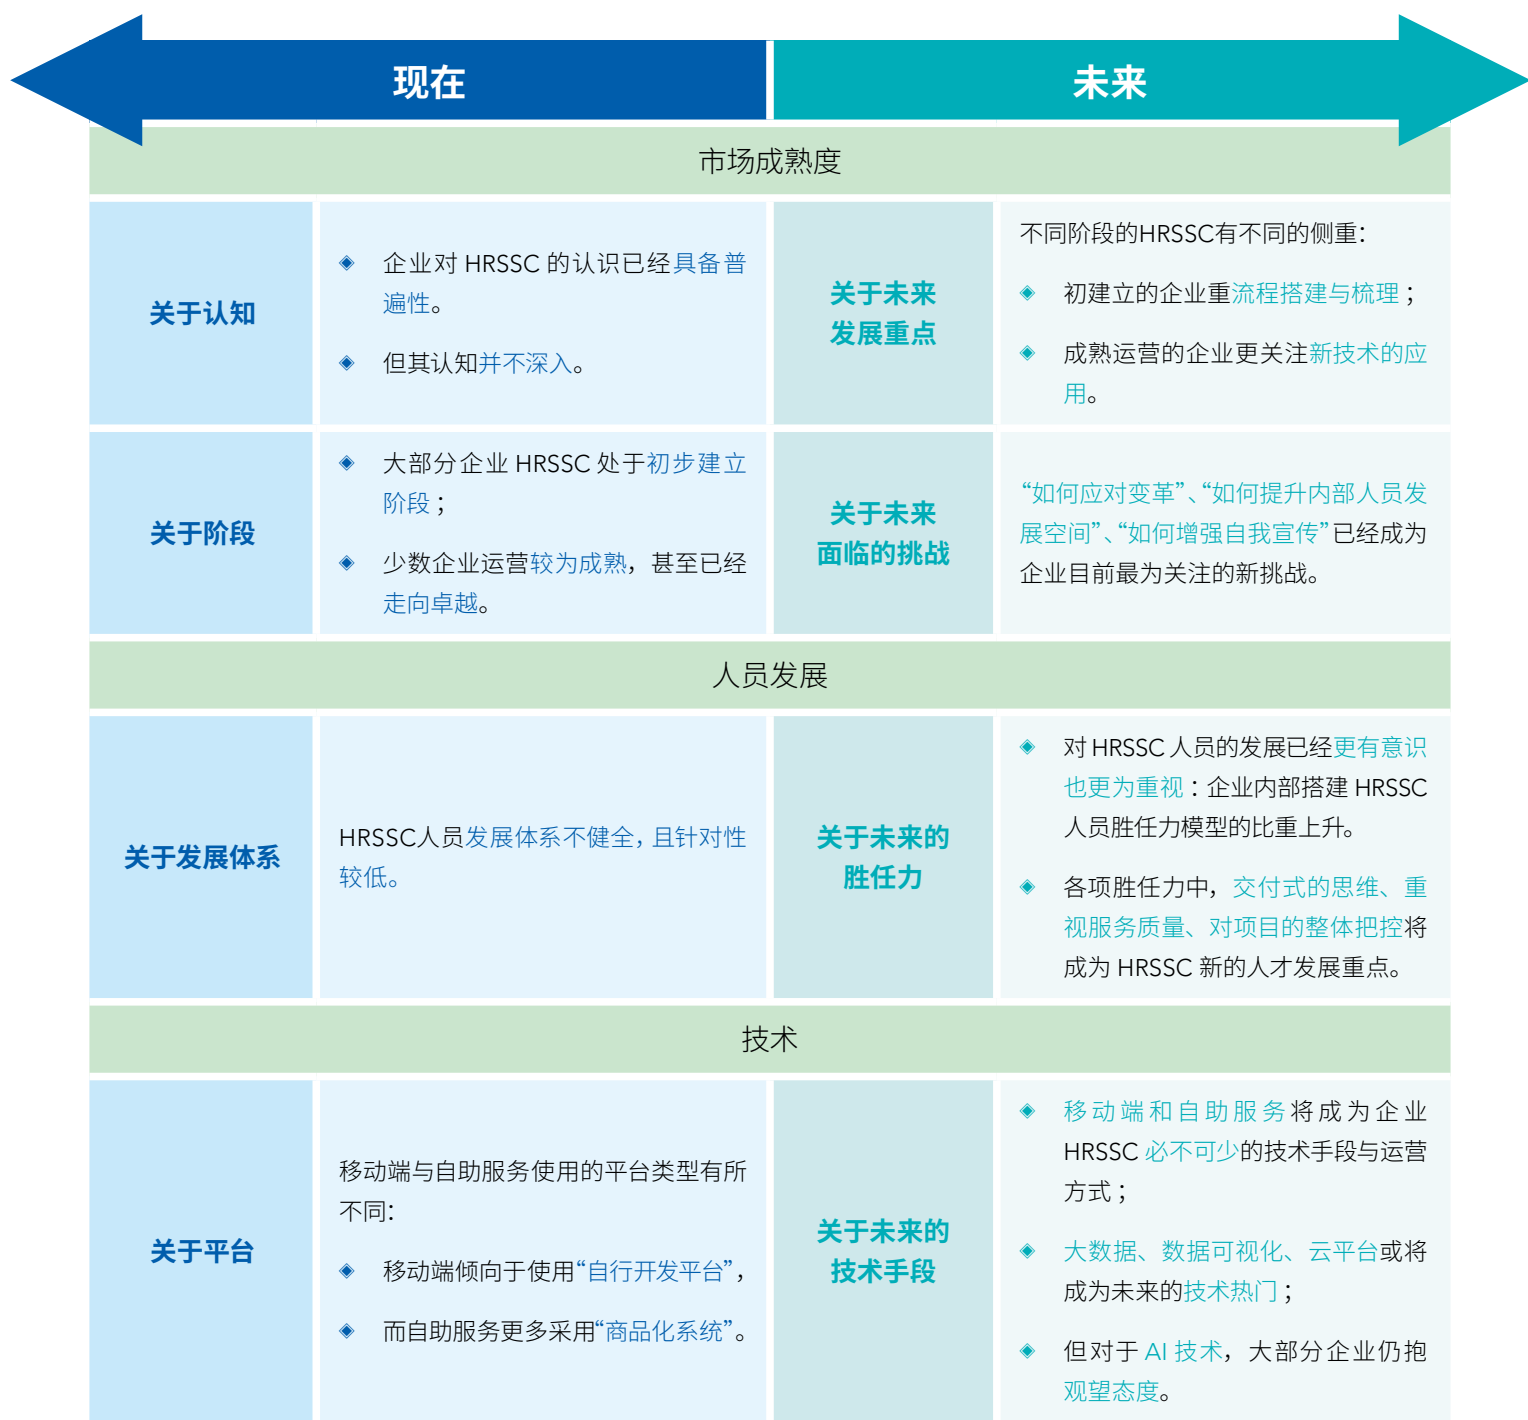 现在
未来
市场成熟度
关于认知
企业对 HRSSC 的认识已经具备普
遍性。
但其认知并不深入。
关于未来
发展重点
不同阶段的HRSSC有不同的侧重：
初建立的企业重流程搭建与梳理；
成熟运营的企业更关注新技术的应
用。
关于阶段
大部分企业 HRSSC 处于初步建立
阶段；
少数企业运营较为成熟，甚至已经
走向卓越。
关于未来
面临的挑战
“如何应对变革”、“如何提升内部人员发
展空间”、“如何增强自我宣传”已经成为
企业目前最为关注的新挑战。
人员发展
关于发展体系
HRSSC人员发展体系不健全，且针对性
较低。
关于未来的
胜任力
对 HRSSC 人员的发展已经更有意识
也更为重视：企业内部搭建 HRSSC
人员胜任力模型的比重上升。
各项胜任力中，交付式的思维、重
视服务质量、对项目的整体把控将
成为 HRSSC 新的人才发展重点。
技术
关于平台
移动端与自助服务使用的平台类型有所
不同：
移动端倾向于使用“自行开发平台”，
而自助服务更多采用“商品化系统”。
关于未来的
技术手段
移动端和自助服务将成为企业
HRSSC 必不可少的技术手段与运营
方式；
大数据、数据可视化、云平台或将
成为未来的技术热门；
但对于 AI 技术，大部分企业仍抱
观望态度。